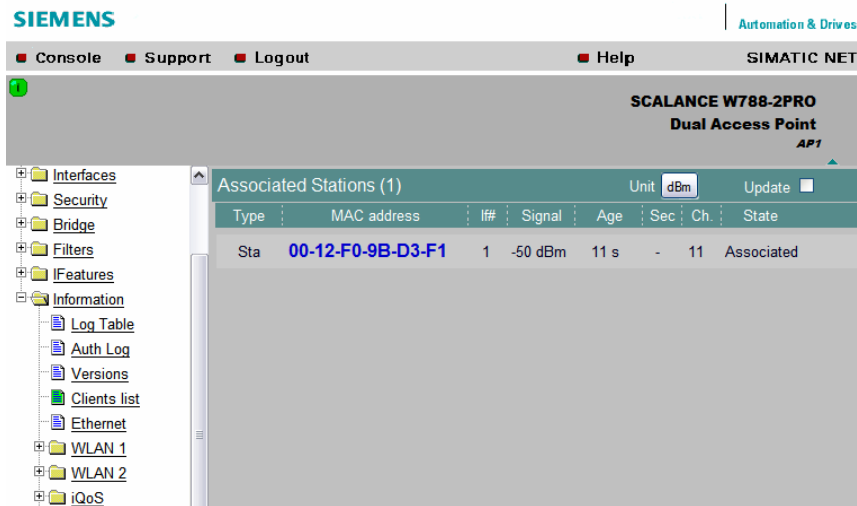 SIEMENS
Automation & Drives
Console Support Logout Help SIMATIC NET
SCALANCE W788-2PRO
Dual Access Point
AP1
Interfaces
Security
Bridge
Filters
IFeatures
Information
Log Table
Auth Log
Versions
Clients list
Ethernet
WLAN 1
WLAN 2
iQoS
Associated Stations (1) Unit dBm Update
Type MAC address If# Signal Age Sec Ch. State
Sta 00-12-F0-9B-D3-F1 1 -50 dBm 11 s - 11 Associated